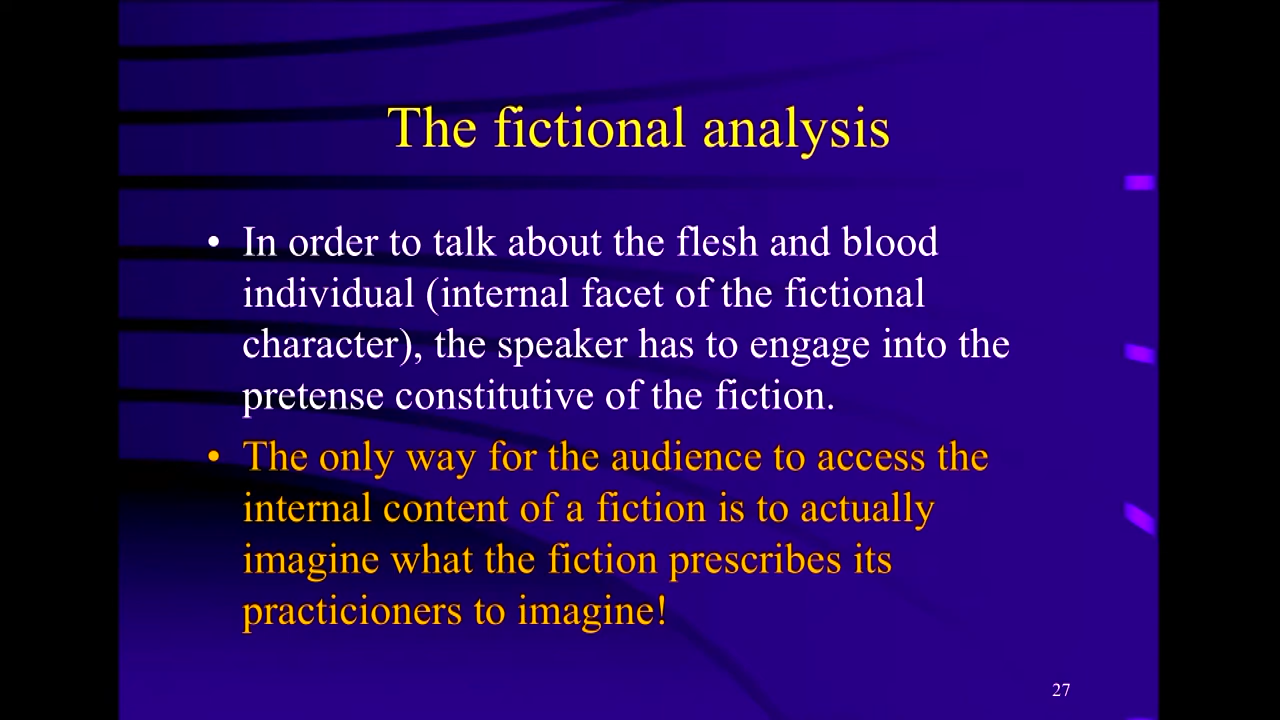 The fictional analysis
• In order to talk about the flesh and blood
individual (internal facet of the fictional
character), the speaker has to engage into the
pretense constitutive of the fiction.
• The only way for the audience to access the
internal content of a fiction is to actually
imagine what the fiction prescribes its
practicioners to imagine!
27